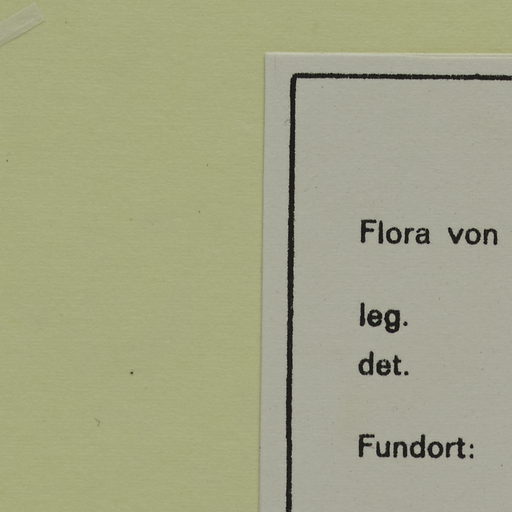 Flora von
leg.
det.
Fundort: